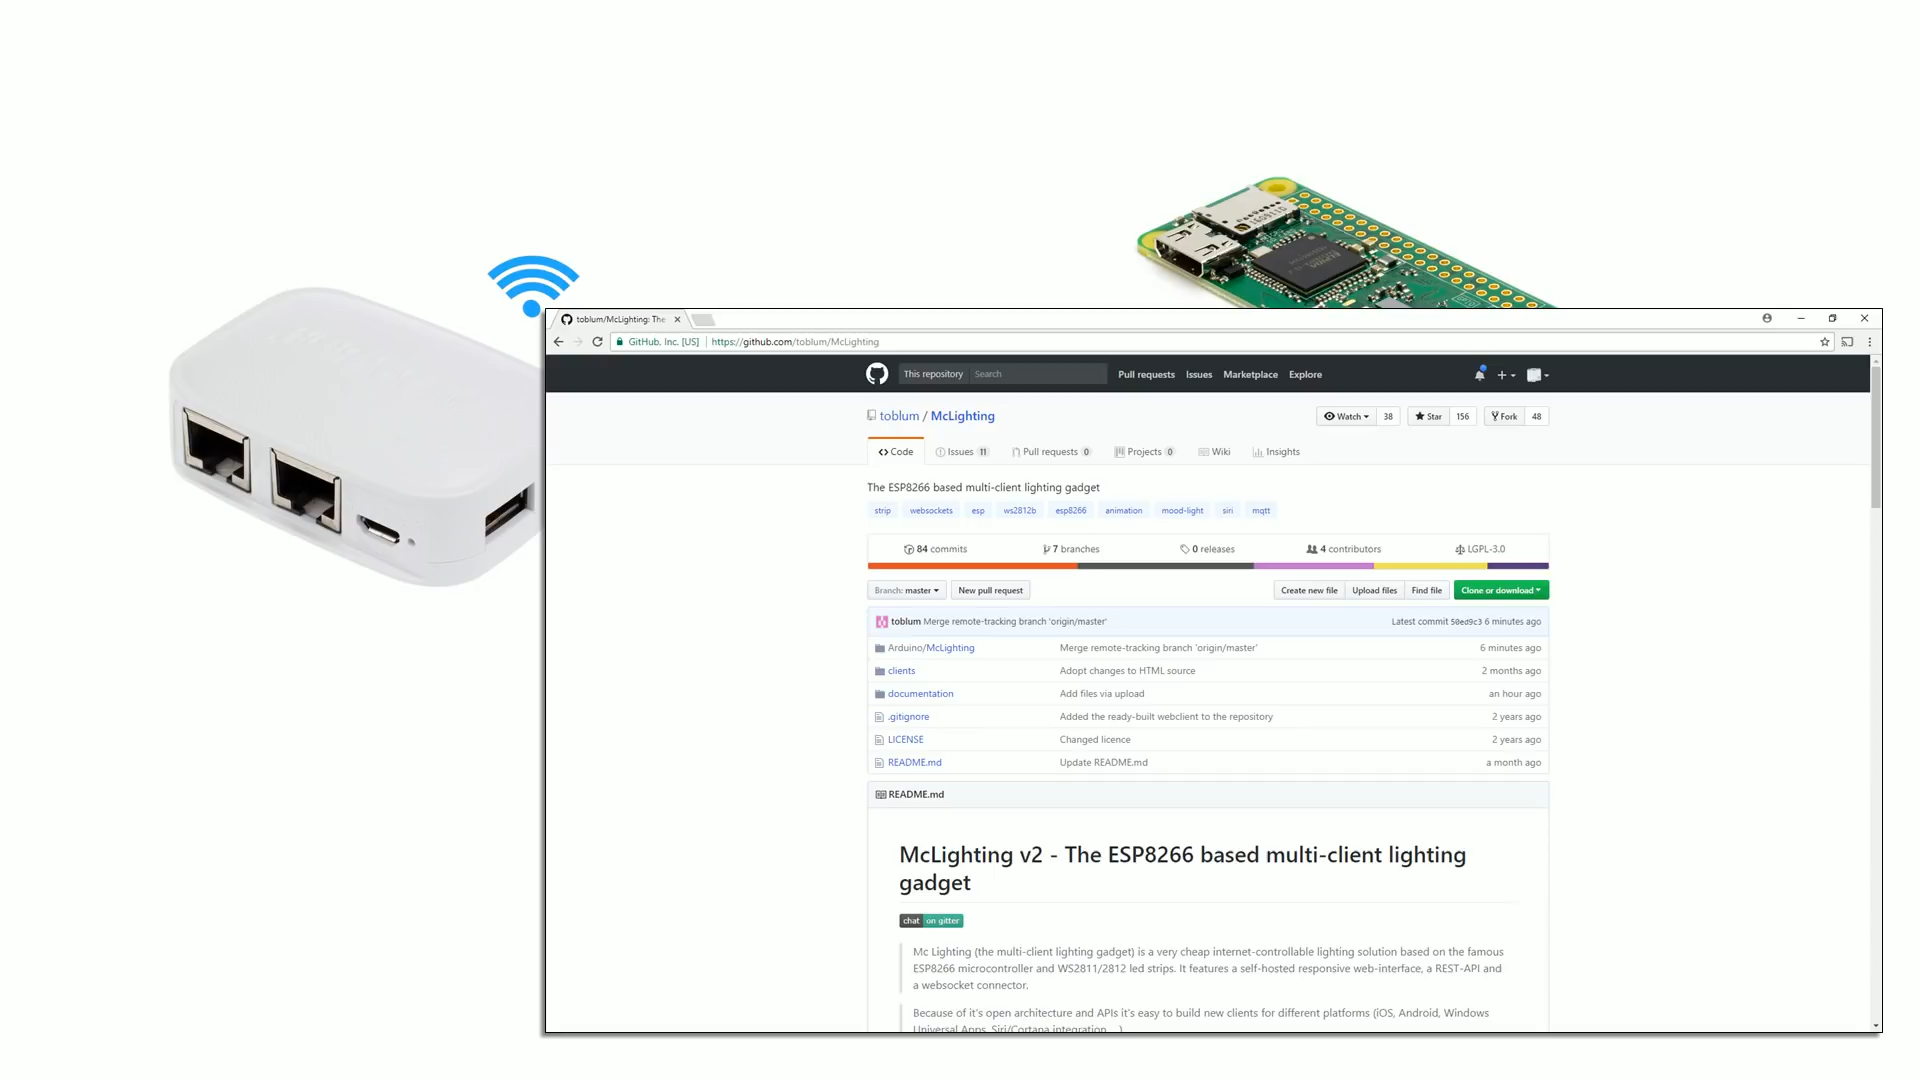 toblum/McLighting: The
GitHub, Inc. [US] https://github.com/toblum/McLighting
This repository Search Pull requests Issues Marketplace Explore
toblum / McLighting Watch 38 Star 156 Fork 48
Code Issues 11 Pull requests 0 Projects 0 Wiki Insights
The ESP8266 based multi-client lighting gadget
strip websockets esp ws2812b esp8266 animation mood-light siri mqtt
84 commits 7 branches 0 releases 4 contributors LGPL-3.0
Branch: master New pull request Create new file Upload files Find file Clone or download
toblum Merge remote-tracking branch 'origin/master' Latest commit 50ed9c3 6 minutes ago
Arduino/McLighting Merge remote-tracking branch 'origin/master' 6 minutes ago
clients Adopt changes to HTML source 2 months ago
documentation Add files via upload an hour ago
.gitignore Added the ready-built webclient to the repository 2 years ago
LICENSE Changed licence 2 years ago
README.md Update README.md a month ago
README.md
McLighting v2 - The ESP8266 based multi-client lighting
gadget
chat on gitter
Mc Lighting (the multi-client lighting gadget) is a very cheap internet-controllable lighting solution based on the famous
ESP8266 microcontroller and WS2811/2812 led strips. It features a self-hosted responsive web-interface, a REST-API and
a websocket connector.
Because of it's open architecture and APIs it's easy to build new clients for different platforms (iOS, Android, Windows
Universal Apps, Siri/Cortana integration, ...)